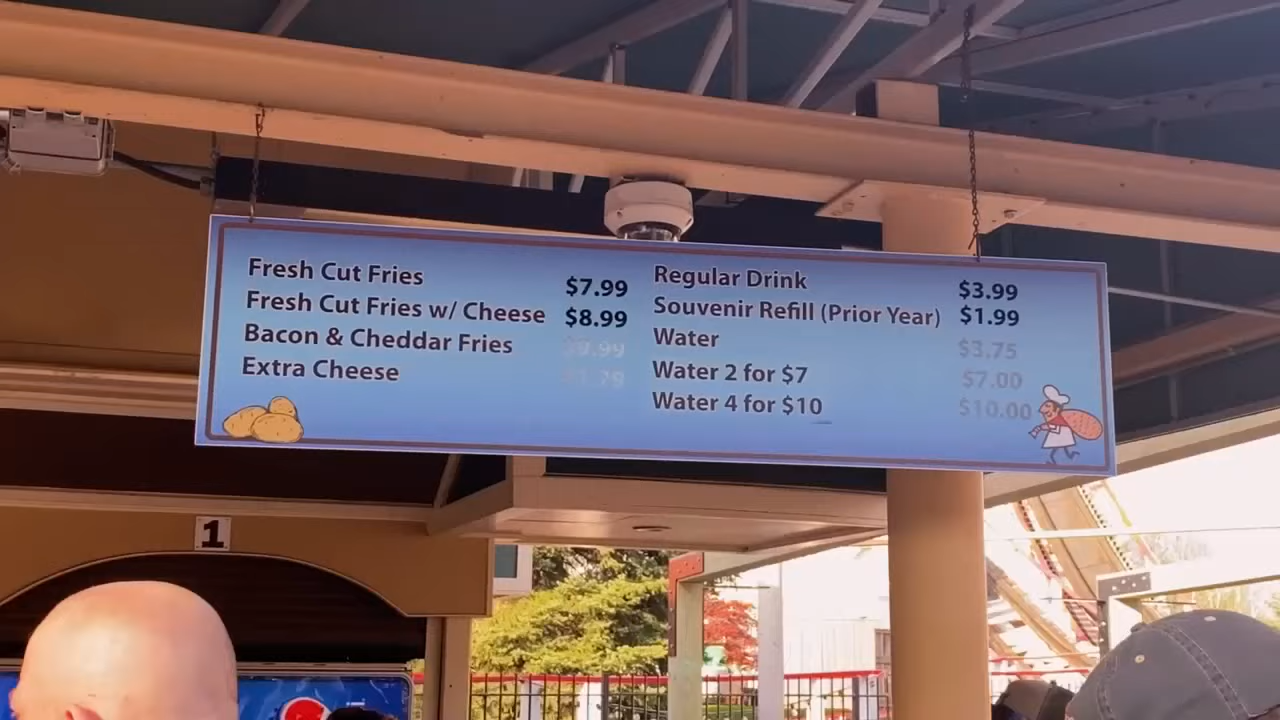 Fresh Cut Fries $7.99
Fresh Cut Fries w/ Cheese $8.99
Bacon & Cheddar Fries $9.99
Extra Cheese
Regular Drink $3.99
Souvenir Refill (Prior Year) $1.99
Water $3.75
Water 2 for $7 $7.00
Water 4 for $10 $10.00
1